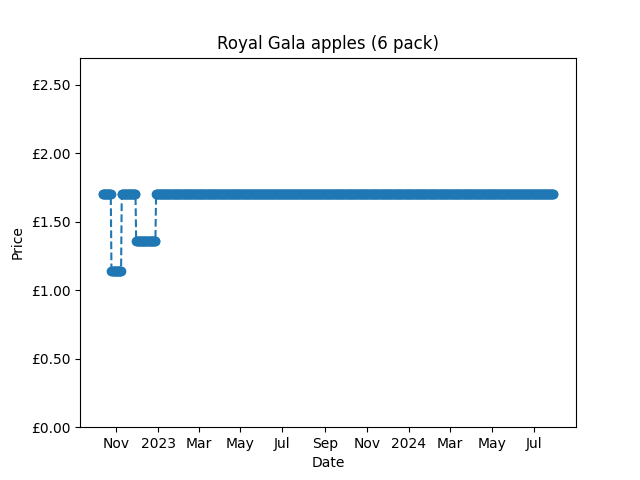 Royal Gala apples (6 pack)
£2.50
£2.00
£1.50
£1.00
£0.50
£0.00
Price
Nov 2023 Mar May Jul Sep Nov 2024 Mar May Jul
Date